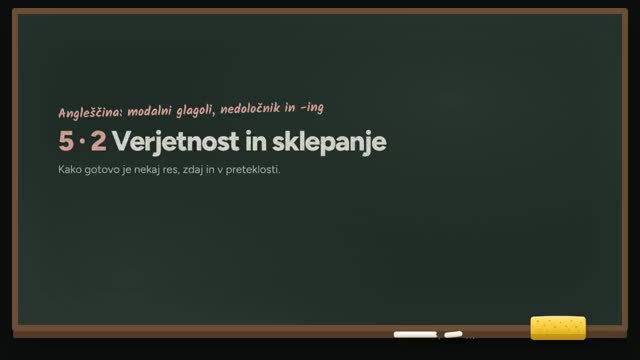 Angleščina: modalni glagoli, nedoločnik in -ing
5 · 2 Verjetnost in sklepanje
Kako gotovo je nekaj res, zdaj in v preteklosti.